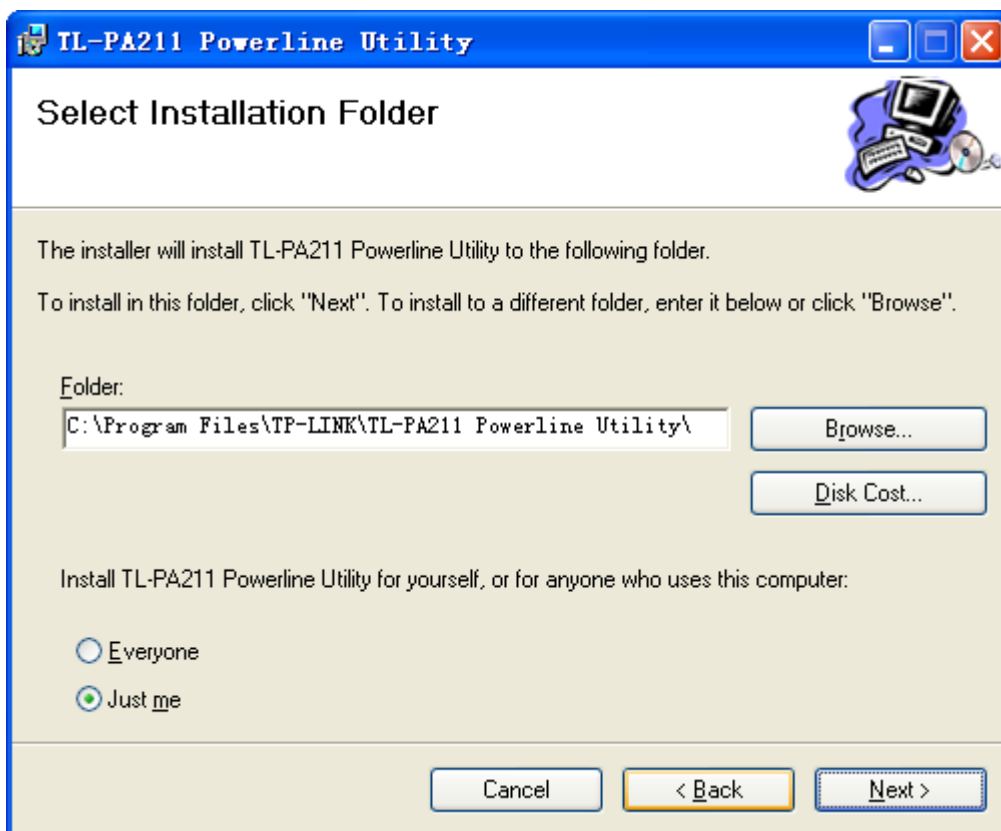 TL-PA211 Powerline Utility
Select Installation Folder
The installer will install TL-PA211 Powerline Utility to the following folder.
To install in this folder, click "Next". To install to a different folder, enter it below or click "Browse".
Folder:
C:\Program Files\TP-LINK\TL-PA211 Powerline Utility\
Browse...
Disk Cost...
Install TL-PA211 Powerline Utility for yourself, or for anyone who uses this computer:
Everyone
Just me
Cancel
< Back
Next >